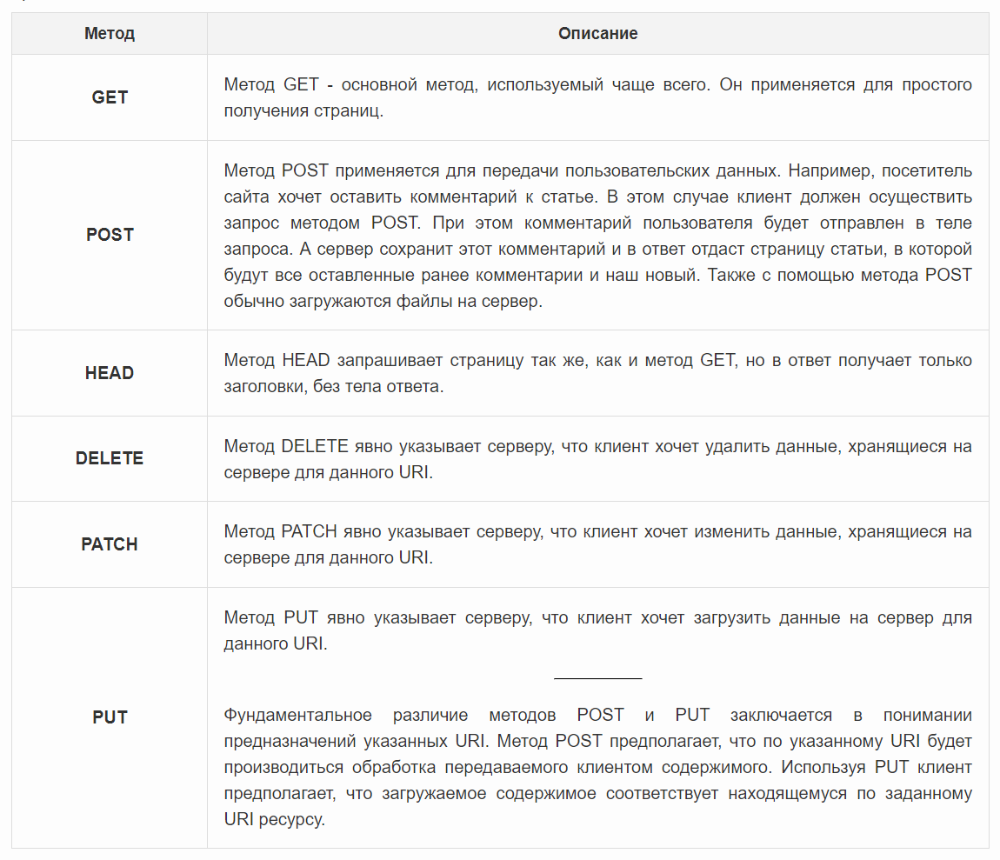 Метод Описание
GET
Метод GET - основной метод, используемый чаще всего. Он применяется для простого
получения страниц.
POST
Метод POST применяется для передачи пользовательских данных. Например, посетитель
сайта хочет оставить комментарий к статье. В этом случае клиент должен осуществить
запрос методом POST. При этом комментарий пользователя будет отправлен в теле
запроса. А сервер сохранит этот комментарий и в ответ отдаст страницу статьи, в которой
будут все оставленные ранее комментарии и наш новый. Также с помощью метода POST
обычно загружаются файлы на сервер.
HEAD
Метод HEAD запрашивает страницу так же, как и метод GET, но в ответ получает только
заголовки, без тела ответа.
DELETE
Метод DELETE явно указывает серверу, что клиент хочет удалить данные, хранящиеся на
сервере для данного URI.
PATCH
Метод PATCH явно указывает серверу, что клиент хочет изменить данные, хранящиеся на
сервере для данного URI.
PUT
Метод PUT явно указывает серверу, что клиент хочет загрузить данные на сервер для
данного URI.
Фундаментальное различие методов POST и PUT заключается в понимании
предназначений указанных URI. Метод POST предполагает, что по указанному URI будет
производиться обработка передаваемого клиентом содержимого. Используя PUT клиент
предполагает, что загружаемое содержимое соответствует находящемуся по заданному
URI ресурсу.